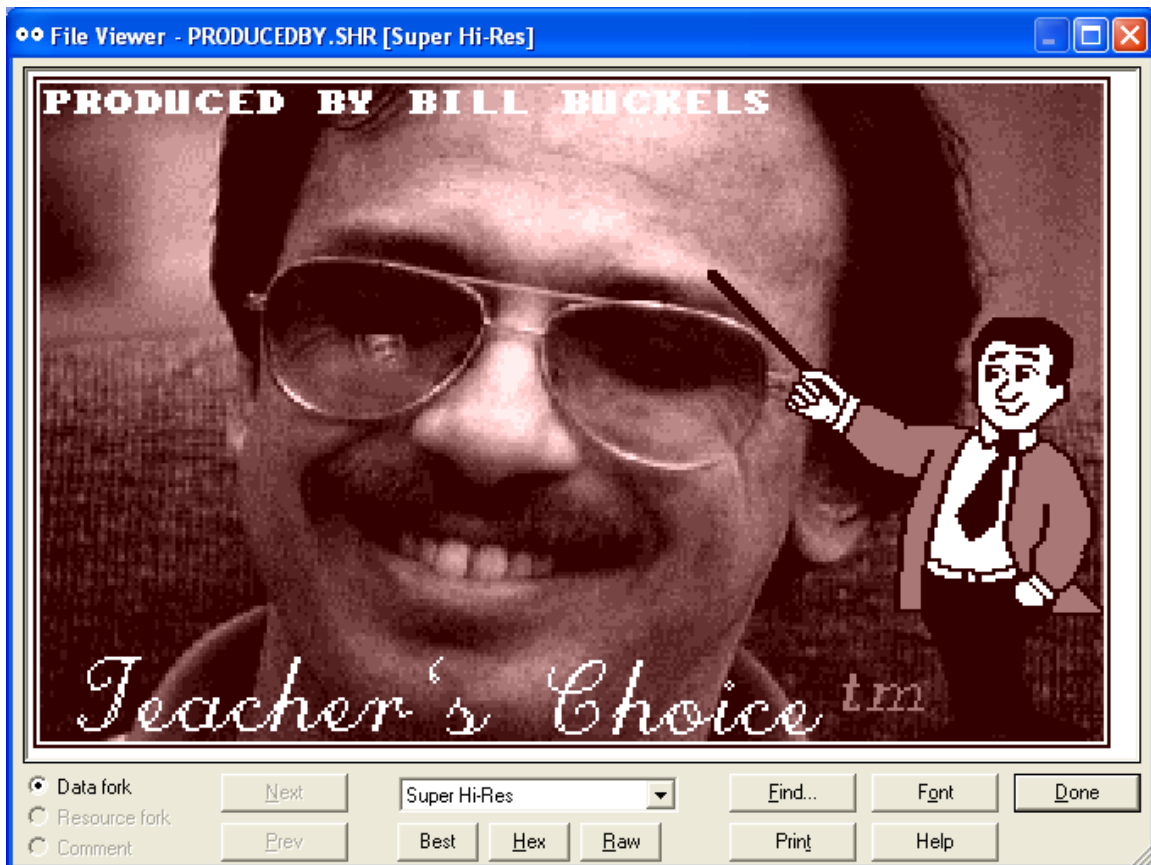 File Viewer - PRODUCEDBY.SHR [Super Hi-Res]
PRODUCED BY BILL BUCKELS
Teacher's Choice tm
Data fork
Next
Super Hi-Res
Find...
Font
Done
Resource fork
Comment
Prev
Best
Hex
Raw
Print
Help